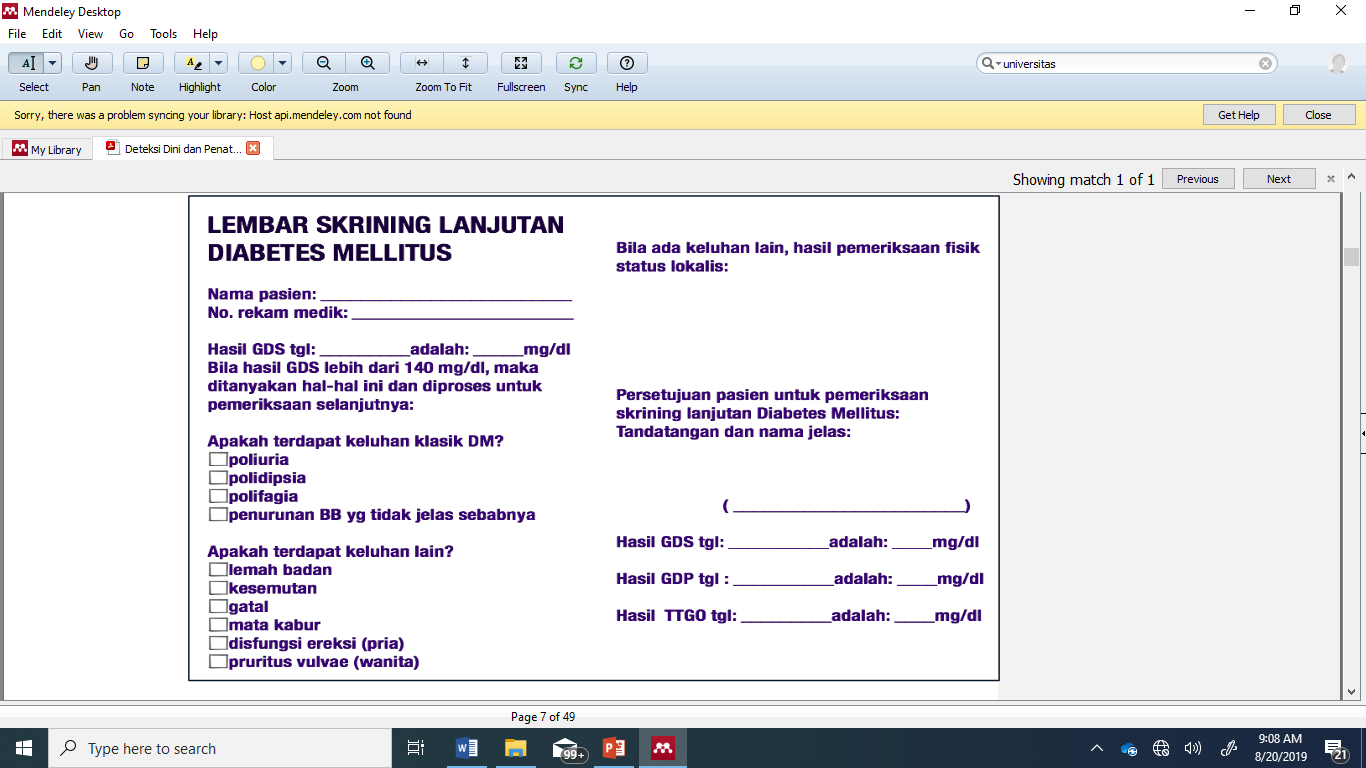 Mendeley Desktop
File Edit View Go Tools Help
Select Pan Note Highlight Color Zoom Zoom To Fit Fullscreen Sync Help
universitas
Sorry, there was a problem syncing your library: Host api.mendeley.com not found
Get Help Close
My Library Deteksi Dini dan Penat...
Showing match 1 of 1 Previous Next
LEMBAR SKRINING LANJUTAN
DIABETES MELLITUS
Nama pasien: ____________________________
No. rekam medik: _________________________
Hasil GDS tgl: __________adalah: ______mg/dl
Bila hasil GDS lebih dari 140 mg/dl, maka
ditanyakan hal-hal ini dan diproses untuk
pemeriksaan selanjutnya:
Apakah terdapat keluhan klasik DM?
poliuria
polidipsia
polifagia
penurunan BB yg tidak jelas sebabnya
Apakah terdapat keluhan lain?
lemah badan
kesemutan
gatal
mata kabur
disfungsi ereksi (pria)
pruritus vulvae (wanita)
Bila ada keluhan lain, hasil pemeriksaan fisik
status lokalis:
Persetujuan pasien untuk pemeriksaan
skrining lanjutan Diabetes Mellitus:
Tandatangan dan nama jelas:
( __________________________)
Hasil GDS tgl: ___________adalah: _____mg/dl
Hasil GDP tgl : ___________adalah: _____mg/dl
Hasil TTGO tgl: __________adalah: _____mg/dl
Page 7 of 49
Type here to search
99+
9:08 AM
8/20/2019
21